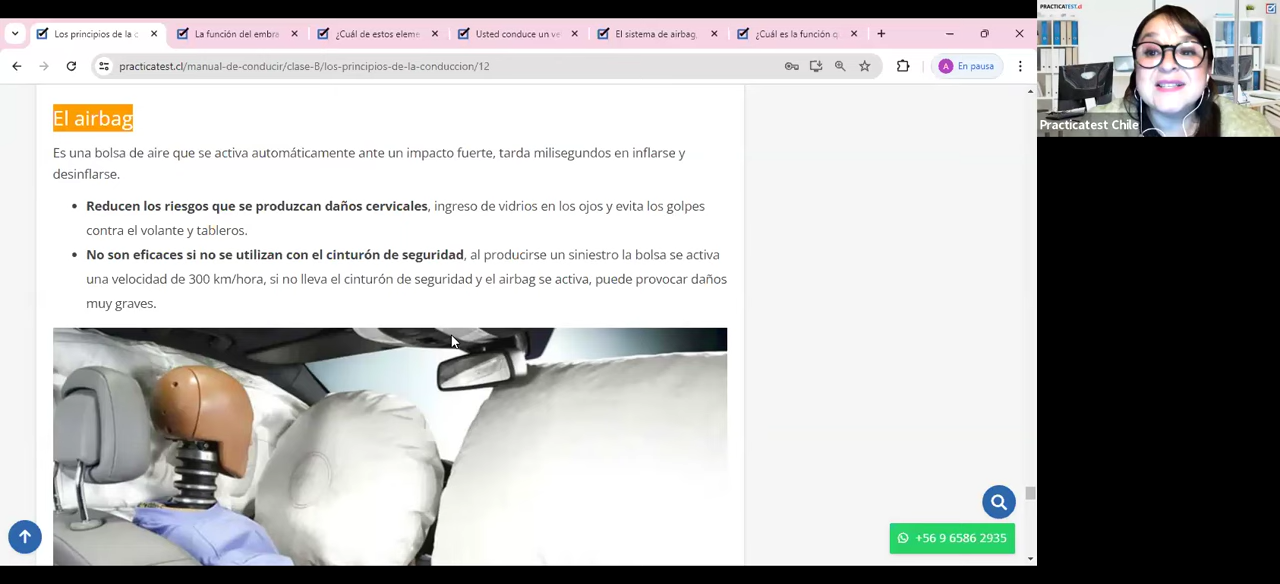 Los principios de la c
La función del embra
¿Cuál de estos eleme
Usted conduce un ve
El sistema de airbag,
¿Cuál es la función q
practicatest.cl/manual-de-conducir/clase-B/los-principios-de-la-conduccion/12
A
En pausa
PRACTICATEST.cl
Practicatest Chile
El airbag
Es una bolsa de aire que se activa automáticamente ante un impacto fuerte, tarda milisegundos en inflarse y
desinflarse.
• Reducen los riesgos que se produzcan daños cervicales, ingreso de vidrios en los ojos y evita los golpes
contra el volante y tableros.
• No son eficaces si no se utilizan con el cinturón de seguridad, al producirse un siniestro la bolsa se activa
una velocidad de 300 km/hora, si no lleva el cinturón de seguridad y el airbag se activa, puede provocar daños
muy graves.
+56 9 6586 2935